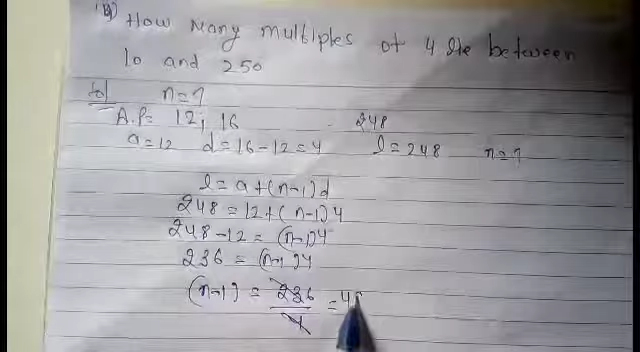 How Many multiples of 4 lie between
10 and 250
Sol n=?
A.P= 12, 16 248
a=12 d=16-12=4 l=248 n=?
l=a+(n-1)d
248=12+(n-1)4
248-12=(n-1)4
236=(n-1)4
(n-1)=236/4=